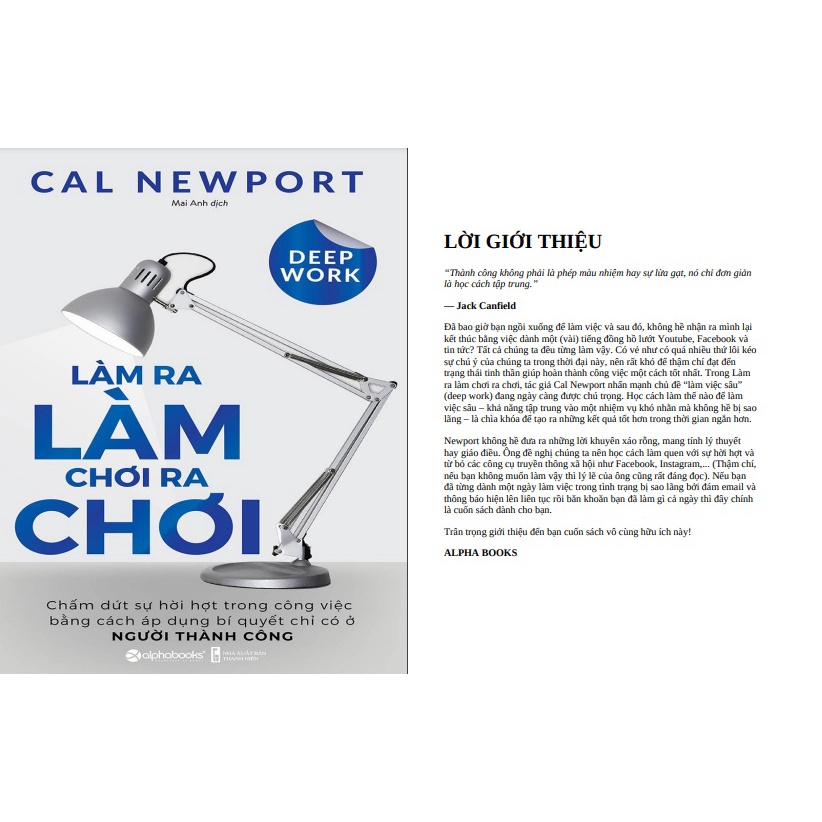 CAL NEWPORT
Mai Anh dịch
DEEP
WORK
LÀM RA
LÀM
CHƠI RA
CHƠI
Chấm dứt sự hời hợt trong công việc
bằng cách áp dụng bí quyết chỉ có ở
NGƯỜI THÀNH CÔNG
alphabooks
NHÀ XUẤT BẢN
THANH NIÊN
LỜI GIỚI THIỆU
“Thành công không phải là phép màu nhiệm hay sự lừa gạt, nó chỉ đơn giản
là học cách tập trung.”
— Jack Canfield
Đã bao giờ bạn ngồi xuống để làm việc và sau đó, không hề nhận ra mình lại
kết thúc bằng việc dành một (vài) tiếng đồng hồ lướt Youtube, Facebook và
tin tức? Tất cả chúng ta đều từng làm vậy. Có vẻ như có quá nhiều thứ lôi kéo
sự chú ý của chúng ta trong thời đại này, nên rất khó để thậm chí đạt đến
trạng thái tinh thần giúp hoàn thành công việc một cách tốt nhất. Trong Làm
ra làm chơi ra chơi, tác giả Cal Newport nhấn mạnh chủ đề “làm việc sâu”
(deep work) đang ngày càng được chú trọng. Học cách làm thế nào để làm
việc sâu – khả năng tập trung vào một nhiệm vụ khó nhằn mà không hề bị sao
lãng – là chìa khóa để tạo ra những kết quả tốt hơn trong thời gian ngắn hơn.
Newport không hề đưa ra những lời khuyên xáo rỗng, mang tính lý thuyết
hay giáo điều. Ông đề nghị chúng ta nên học cách làm quen với sự hời hợt và
từ bỏ các công cụ truyền thông xã hội như Facebook, Instagram,... (Thậm chí,
nếu bạn không muốn làm vậy thì lý lẽ của ông cũng rất đáng đọc). Nếu bạn
đã từng dành một ngày làm việc trong tình trạng bị sao lãng bởi đám email và
thông báo hiện lên liên tục rồi băn khoăn bạn đã làm gì cả ngày thì đây chính
là cuốn sách dành cho bạn.
Trân trọng giới thiệu đến bạn cuốn sách vô cùng hữu ích này!
ALPHA BOOKS